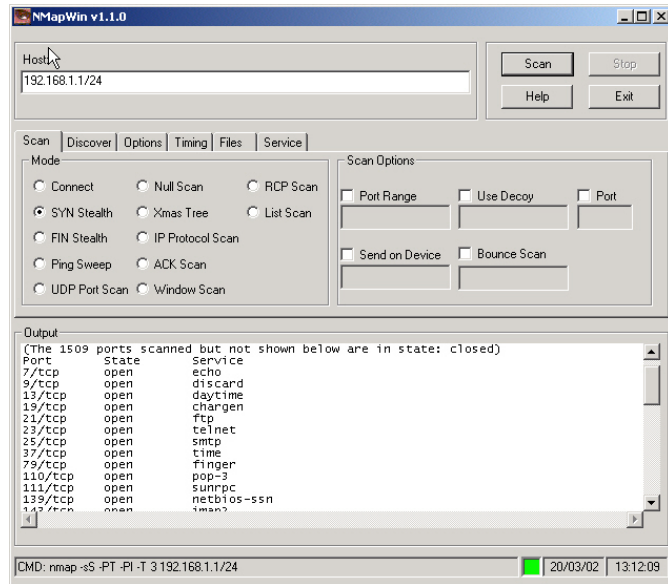 NMapWin v1.1.0
Host:
192.168.1.1/24
Scan Stop
Help Exit
Scan Discover Options Timing Files Service
Mode
Connect Null Scan RCP Scan
SYN Stealth Xmas Tree List Scan
FIN Stealth IP Protocol Scan
Ping Sweep ACK Scan
UDP Port Scan Window Scan
Scan Options
Port Range Use Decoy Port
Send on Device Bounce Scan
Output
(The 1509 ports scanned but not shown below are in state: closed)
Port State Service
7/tcp open echo
9/tcp open discard
13/tcp open daytime
19/tcp open chargen
21/tcp open ftp
23/tcp open telnet
25/tcp open smtp
37/tcp open time
79/tcp open finger
110/tcp open pop-3
111/tcp open sunrpc
139/tcp open netbios-ssn
143/tcp open imap2
CMD: nmap -sS -PT -PI -T 3 192.168.1.1/24
20/03/02 13:12:09